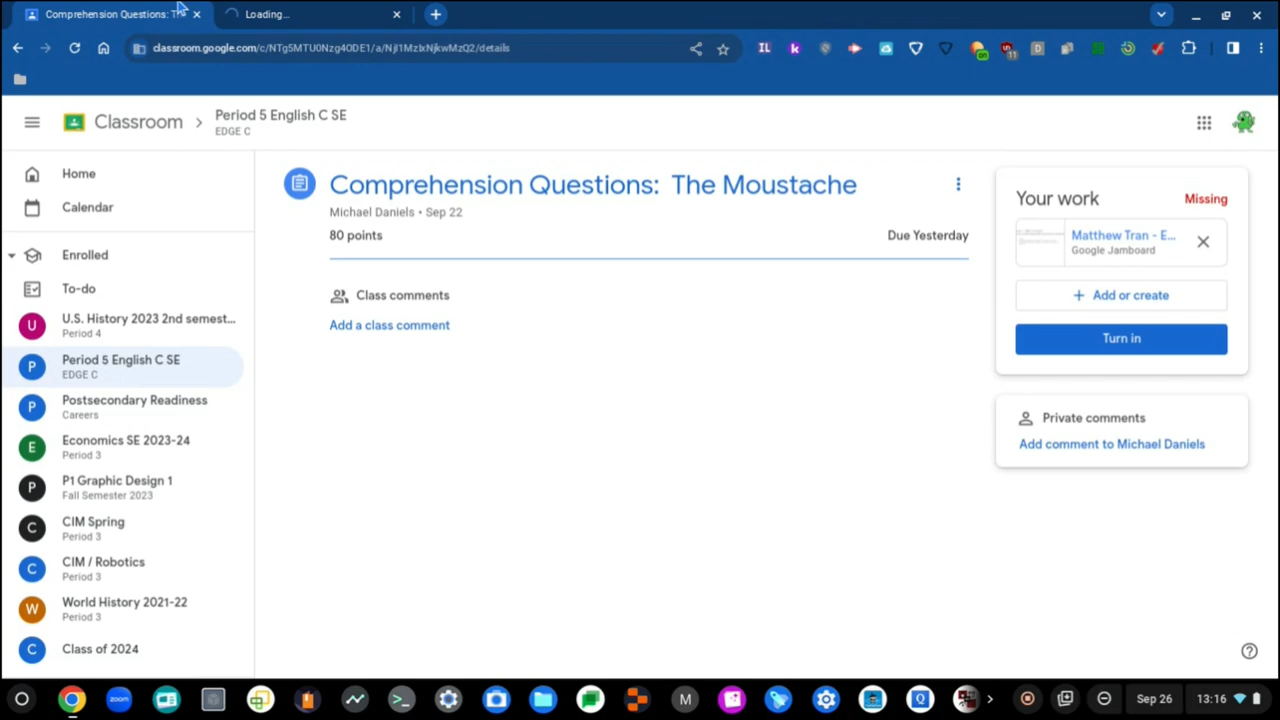 Comprehension Questions: Th
Loading...
classroom.google.com/c/NTg5MTU0Nzg4ODE1/a/NjI1MzIxNjkwMzQ2/details
Classroom
Period 5 English C SE
EDGE C
Home
Calendar
Enrolled
To-do
U
U.S. History 2023 2nd semest...
Period 4
P
Period 5 English C SE
EDGE C
P
Postsecondary Readiness
Careers
E
Economics SE 2023-24
Period 3
P
P1 Graphic Design 1
Fall Semester 2023
C
CIM Spring
Period 3
C
CIM / Robotics
Period 3
W
World History 2021-22
Period 3
C
Class of 2024
Comprehension Questions: The Moustache
Michael Daniels • Sep 22
80 points
Due Yesterday
Class comments
Add a class comment
Your work
Missing
Matthew Tran - E...
Google Jamboard
Add or create
Turn in
Private comments
Add comment to Michael Daniels
zoom
M
Q
Sep 26
13:16